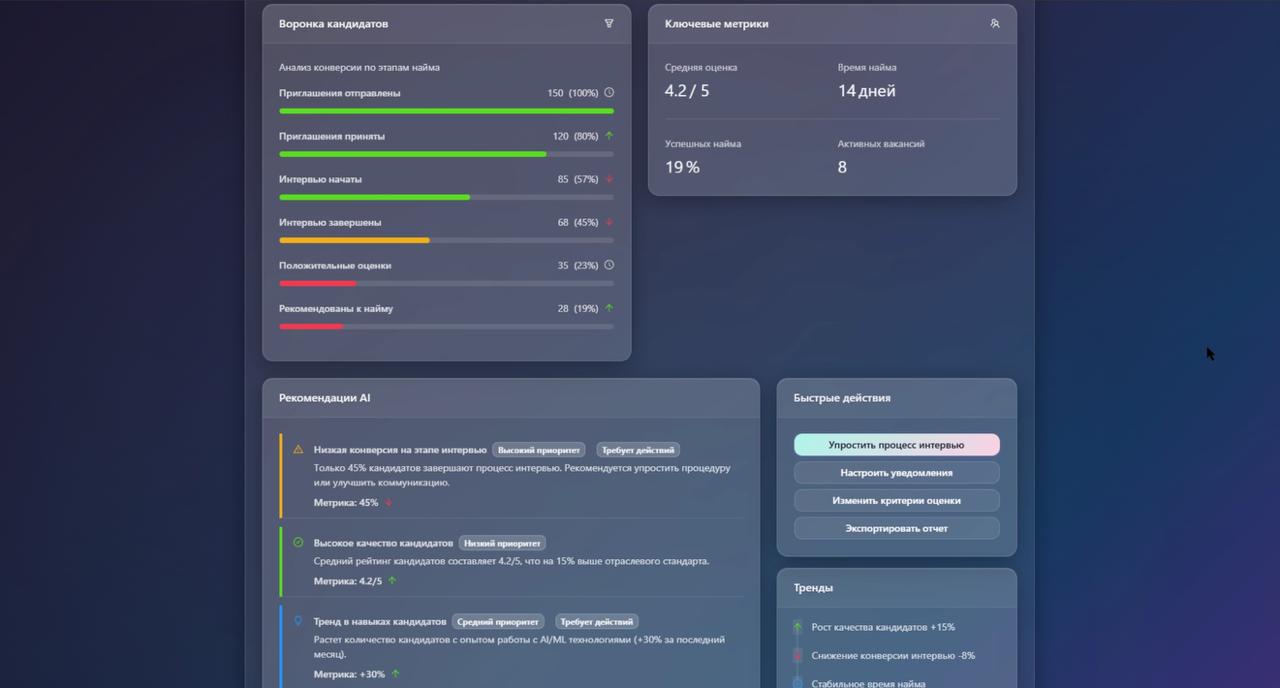 Воронка кандидатов
Анализ конверсии по этапам найма
Приглашения отправлены 150 (100%)
Приглашения приняты 120 (80%)
Интервью начаты 85 (57%)
Интервью завершены 68 (45%)
Положительные оценки 35 (23%)
Рекомендованы к найму 28 (19%)
Ключевые метрики
Средняя оценка Время найма
4.2 / 5 14 дней
Успешных найма Активных вакансий
19 % 8
Рекомендации AI
Низкая конверсия на этапе интервью Высокий приоритет Требует действий
Только 45% кандидатов завершают процесс интервью. Рекомендуется упростить процедуру
или улучшить коммуникацию.
Метрика: 45%
Высокое качество кандидатов Низкий приоритет
Средний рейтинг кандидатов составляет 4.2/5, что на 15% выше отраслевого стандарта.
Метрика: 4.2/5
Тренд в навыках кандидатов Средний приоритет Требует действий
Растет количество кандидатов с опытом работы с AI/ML технологиями (+30% за последний
месяц).
Метрика: +30%
Быстрые действия
Упростить процесс интервью
Настроить уведомления
Изменить критерии оценки
Экспортировать отчет
Тренды
Рост качества кандидатов +15%
Снижение конверсии интервью -8%
Стабильное время найма